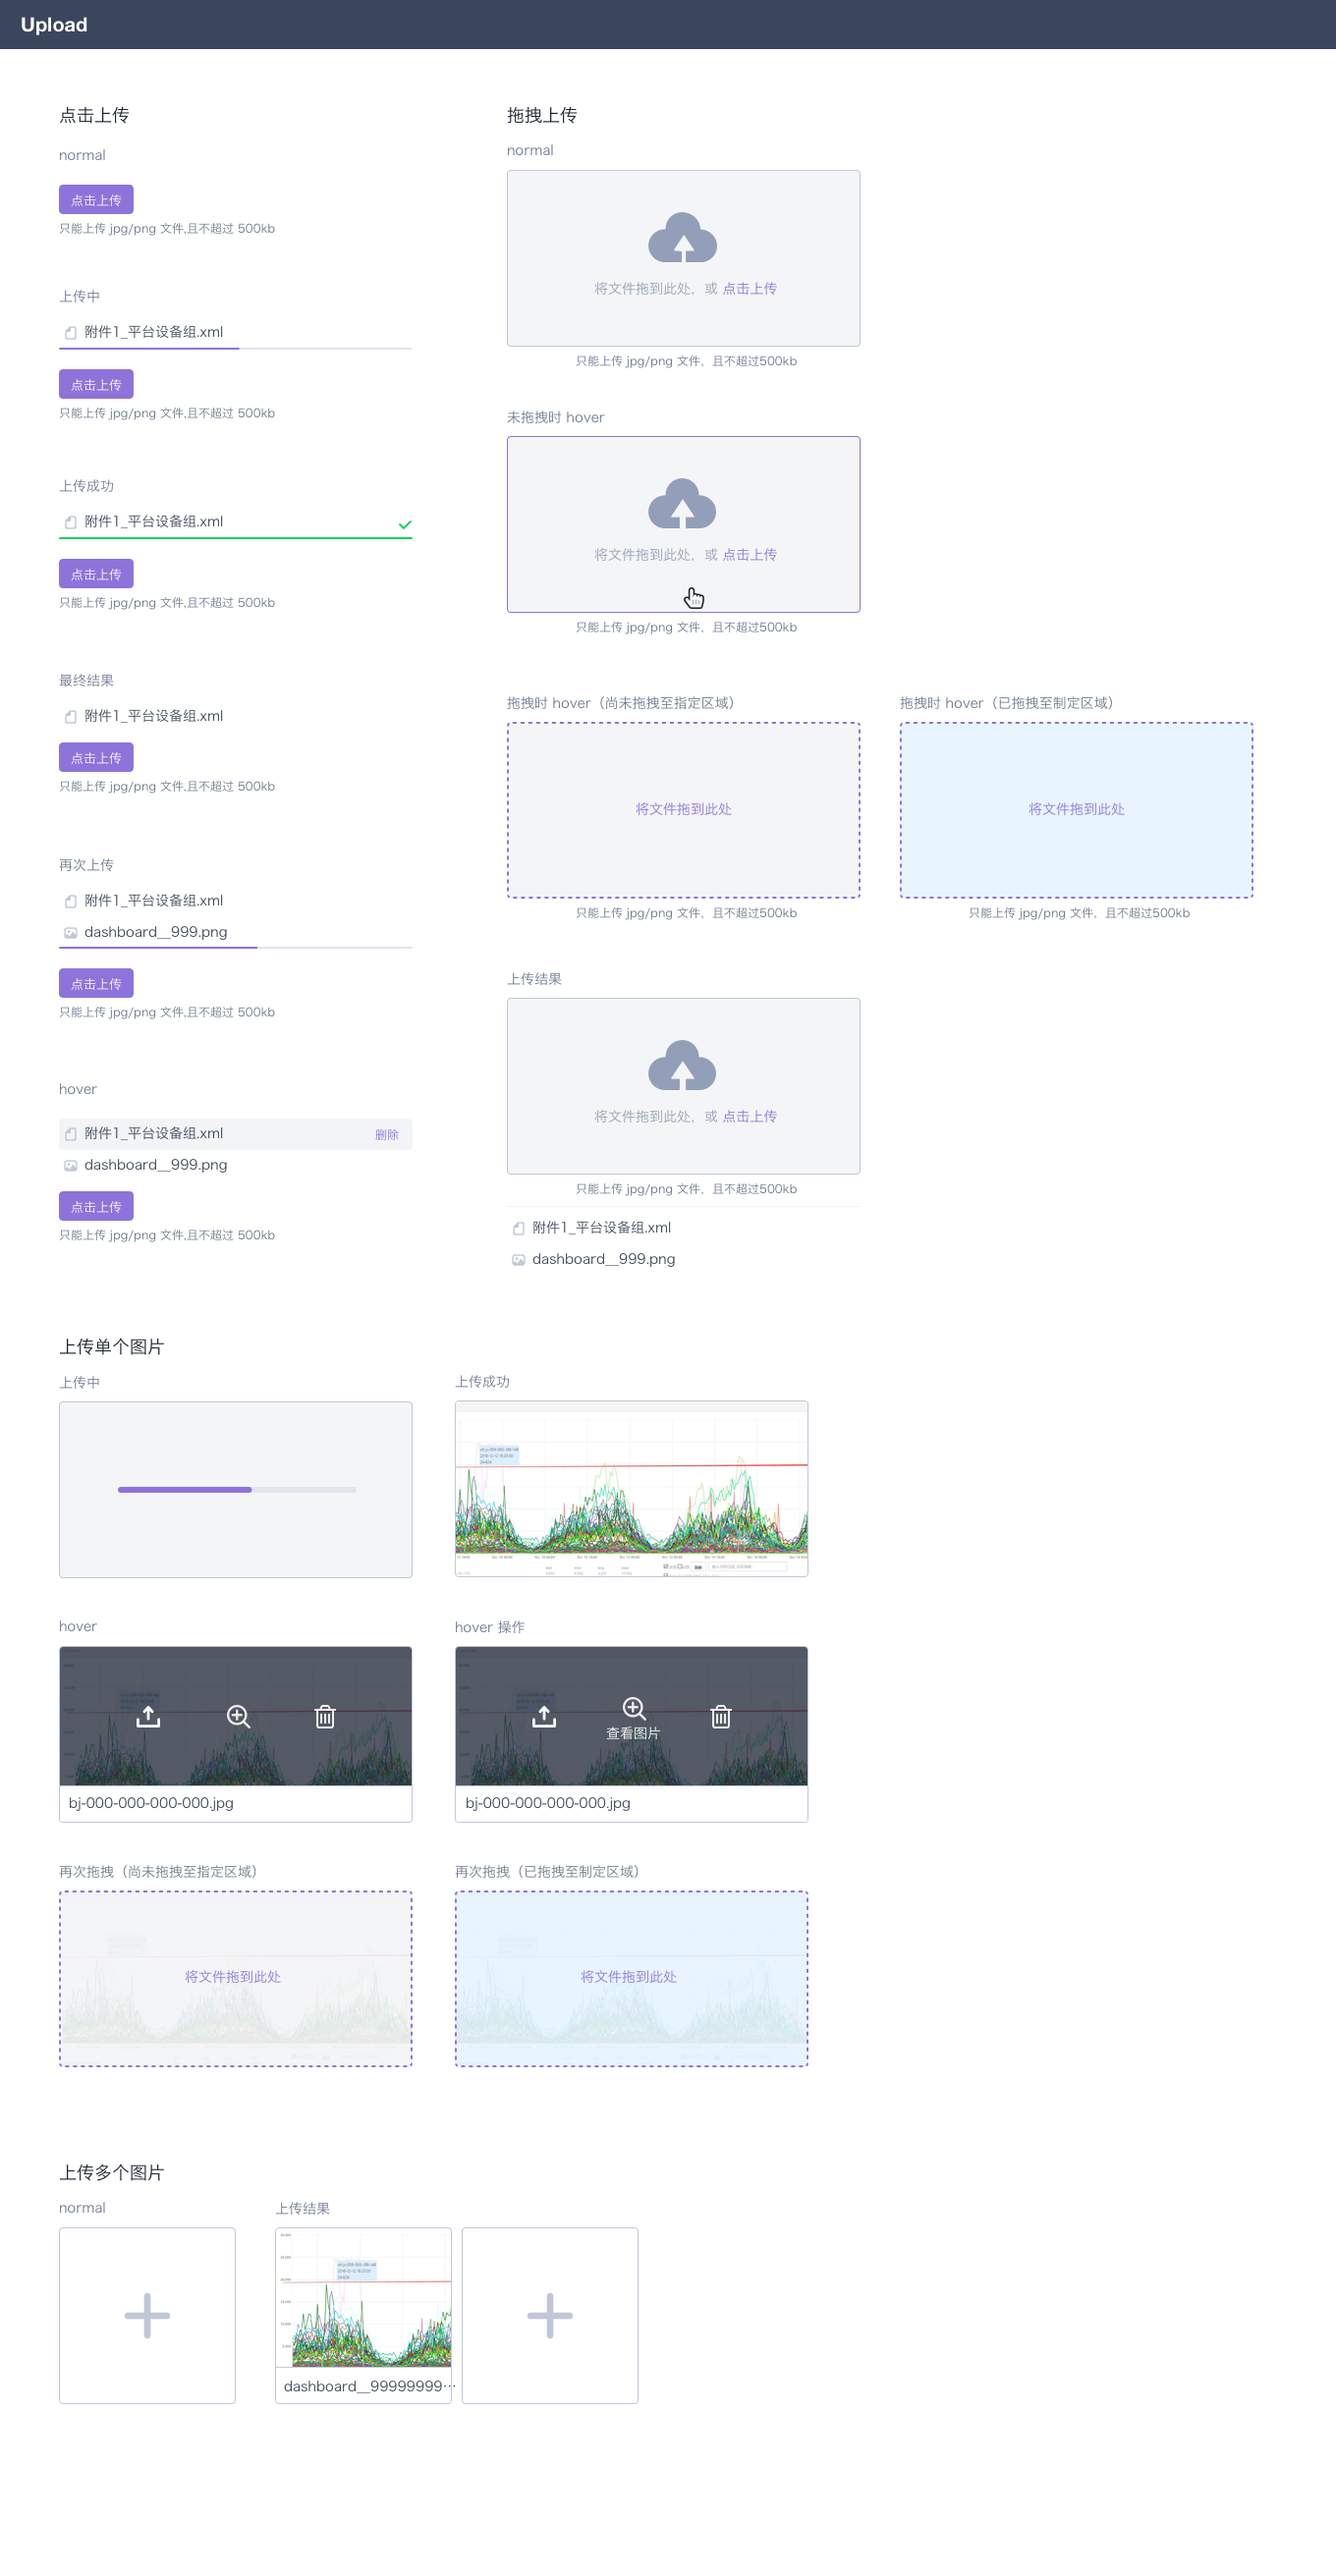 Upload
点击上传
normal
点击上传
只能上传 jpg/png 文件,且不超过 500kb
上传中
附件1_平台设备组.xml
点击上传
只能上传 jpg/png 文件,且不超过 500kb
上传成功
附件1_平台设备组.xml
点击上传
只能上传 jpg/png 文件,且不超过 500kb
最终结果
附件1_平台设备组.xml
点击上传
只能上传 jpg/png 文件,且不超过 500kb
再次上传
附件1_平台设备组.xml
dashboard__999.png
点击上传
只能上传 jpg/png 文件,且不超过 500kb
hover
附件1_平台设备组.xml 删除
dashboard__999.png
点击上传
只能上传 jpg/png 文件,且不超过 500kb
拖拽上传
normal
将文件拖到此处，或 点击上传
只能上传 jpg/png 文件，且不超过500kb
未拖拽时 hover
将文件拖到此处，或 点击上传
只能上传 jpg/png 文件，且不超过500kb
拖拽时 hover（尚未拖拽至指定区域）
将文件拖到此处
只能上传 jpg/png 文件，且不超过500kb
拖拽时 hover（已拖拽至制定区域）
将文件拖到此处
只能上传 jpg/png 文件，且不超过500kb
上传结果
将文件拖到此处，或 点击上传
只能上传 jpg/png 文件，且不超过500kb
附件1_平台设备组.xml
dashboard__999.png
上传单个图片
上传中
上传成功
hover
bj-000-000-000-000.jpg
hover 操作
查看图片
bj-000-000-000-000.jpg
再次拖拽（尚未拖拽至指定区域）
将文件拖到此处
再次拖拽（已拖拽至制定区域）
将文件拖到此处
上传多个图片
normal
上传结果
dashboard__99999999···